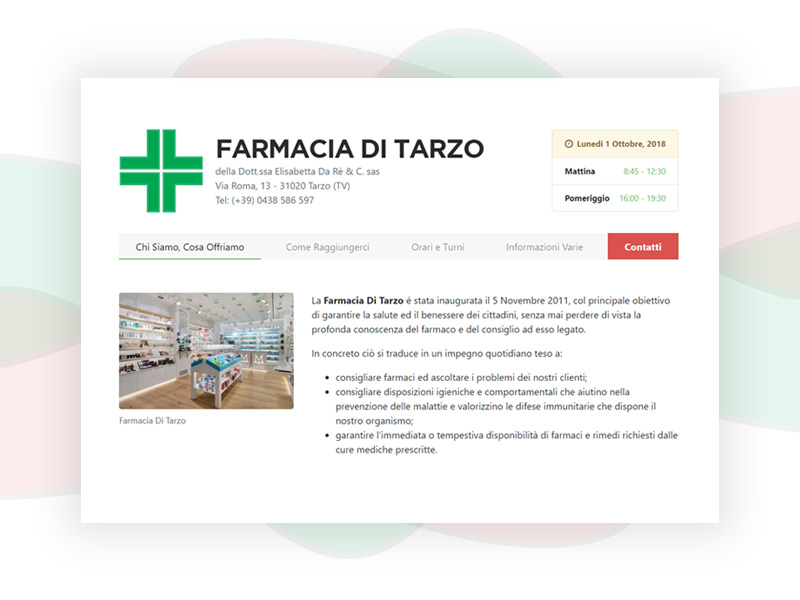 FARMACIA DI TARZO
della Dott.ssa Elisabetta Da Rè & C. sas
Via Roma, 13 - 31020 Tarzo (TV)
Tel: (+39) 0438 586 597
Lunedì 1 Ottobre, 2018
Mattina 8:45 - 12:30
Pomeriggio 16:00 - 19:30
Chi Siamo, Cosa Offriamo Come Raggiungerci Orari e Turni Informazioni Varie Contatti
La Farmacia Di Tarzo é stata inaugurata il 5 Novembre 2011, col principale obiettivo
di garantire la salute ed il benessere dei cittadini, senza mai perdere di vista la
profonda conoscenza del farmaco e del consiglio ad esso legato.
In concreto ciò si traduce in un impegno quotidiano teso a:
• consigliare farmaci ed ascoltare i problemi dei nostri clienti;
• consigliare disposizioni igieniche e comportamentali che aiutino nella
prevenzione delle malattie e valorizzino le difese immunitarie che dispone il
nostro organismo;
• garantire l'immediata o tempestiva disponibilità di farmaci e rimedi richiesti dalle
cure mediche prescritte.
Farmacia Di Tarzo